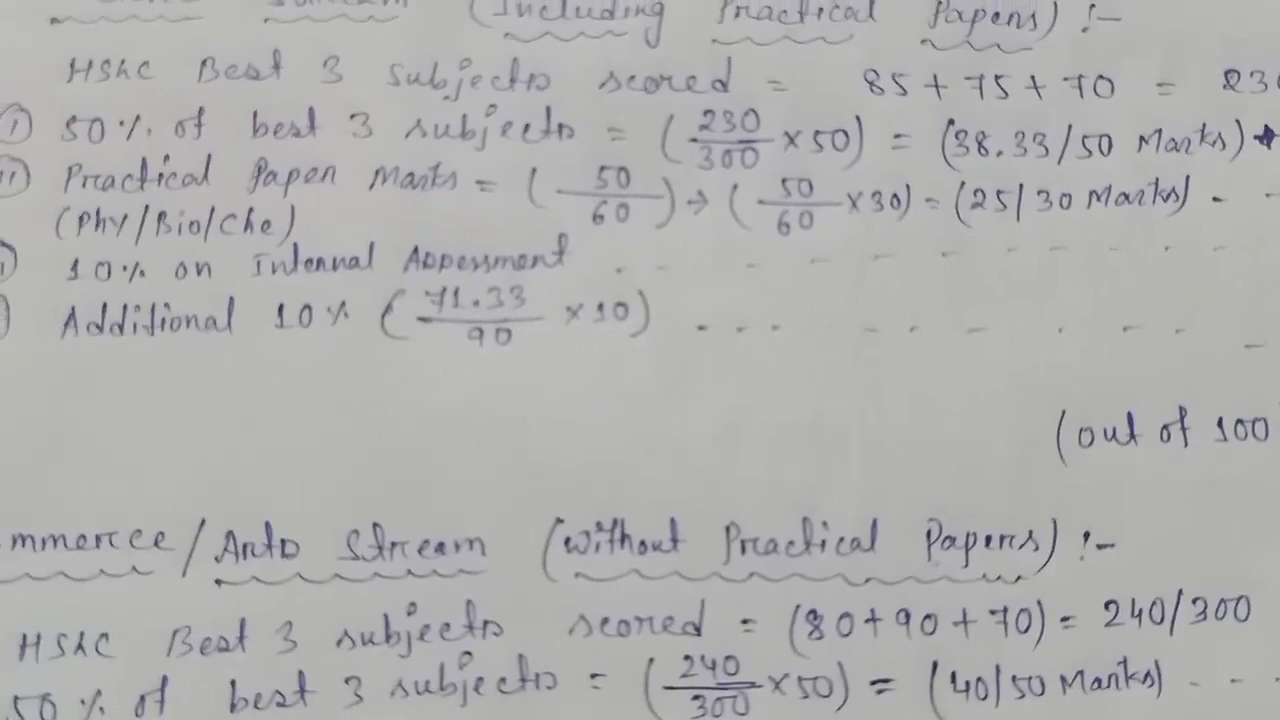 Stream (Including Practical Papers) :-
HSLC Best 3 subjects scored = 85 + 75 + 70 = 230
(i) 50% of best 3 subjects = (230/300 × 50) = (38.33/50 Marks)
(ii) Practical Paper Marks = (50/60) → (50/60 × 30) = (25/30 Marks) - -
(Phy/Bio/Che)
10% on Internal Assessment . - - - - - - - - -
Additional 10% (71.33/90 × 10) - - - - - - - - -
(out of 100
mmerce/Arts Stream (Without Practical Papers) :-
HSLC Best 3 subjects scored = (80+90+70) = 240/300
50% of best 3 subjects = (240/300 × 50) = (40/50 Marks) - - -